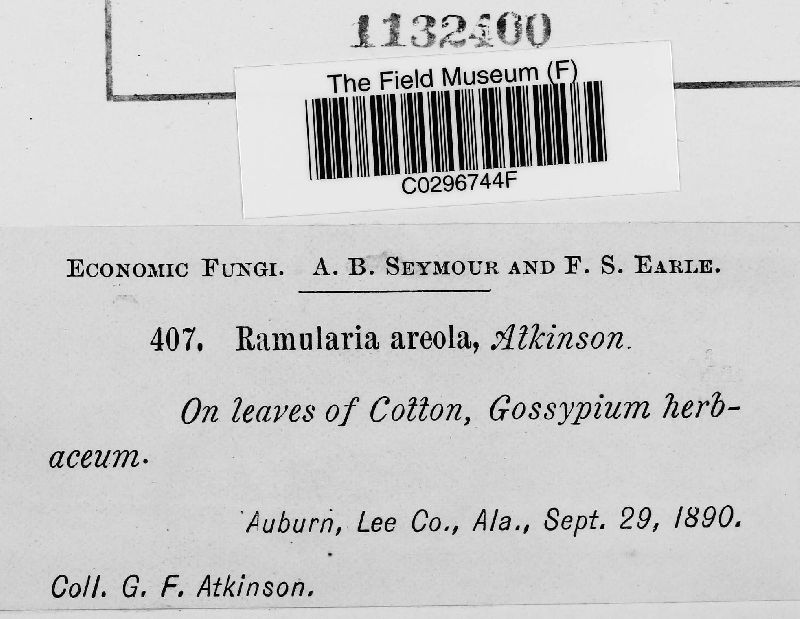 1132400
The Field Museum (F)
C0296744F
Economic Fungi. A. B. Seymour and F. S. Earle.
407. Ramularia areola, Atkinson.
On leaves of Cotton, Gossypium herb-
aceum.
Auburn, Lee Co., Ala., Sept. 29, 1890.
Coll. G. F. Atkinson.